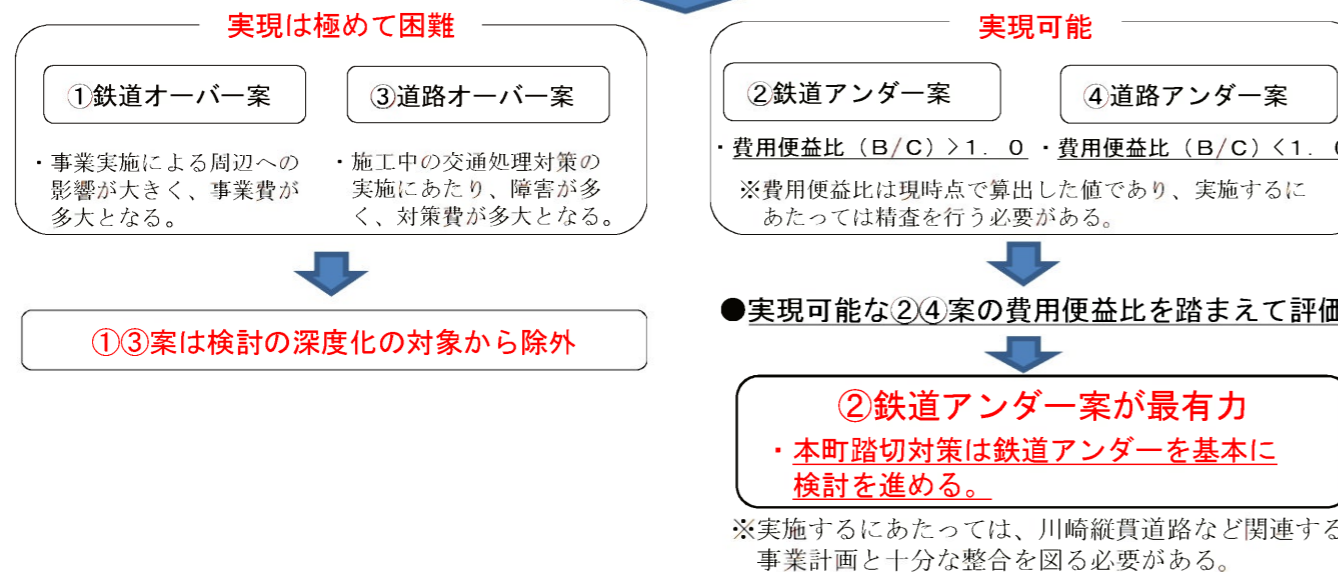 実現は極めて困難
①鉄道オーバー案
・事業実施による周辺への
影響が大きく、事業費が
多大となる。
③道路オーバー案
・施工中の交通処理対策の
実施にあたり、障害が多
く、対策費が多大となる。
①③案は検討の深度化の対象から除外
実現可能
②鉄道アンダー案
・費用便益比（B/C）>1.0
④道路アンダー案
・費用便益比（B/C）<1.
※費用便益比は現時点で算出した値であり、実施するに
あたっては精査を行う必要がある。
●実現可能な②④案の費用便益比を踏まえて評価
②鉄道アンダー案が最有力
・本町踏切対策は鉄道アンダーを基本に
検討を進める。
※実施するにあたっては、川崎縦貫道路など関連する
事業計画と十分な整合を図る必要がある。